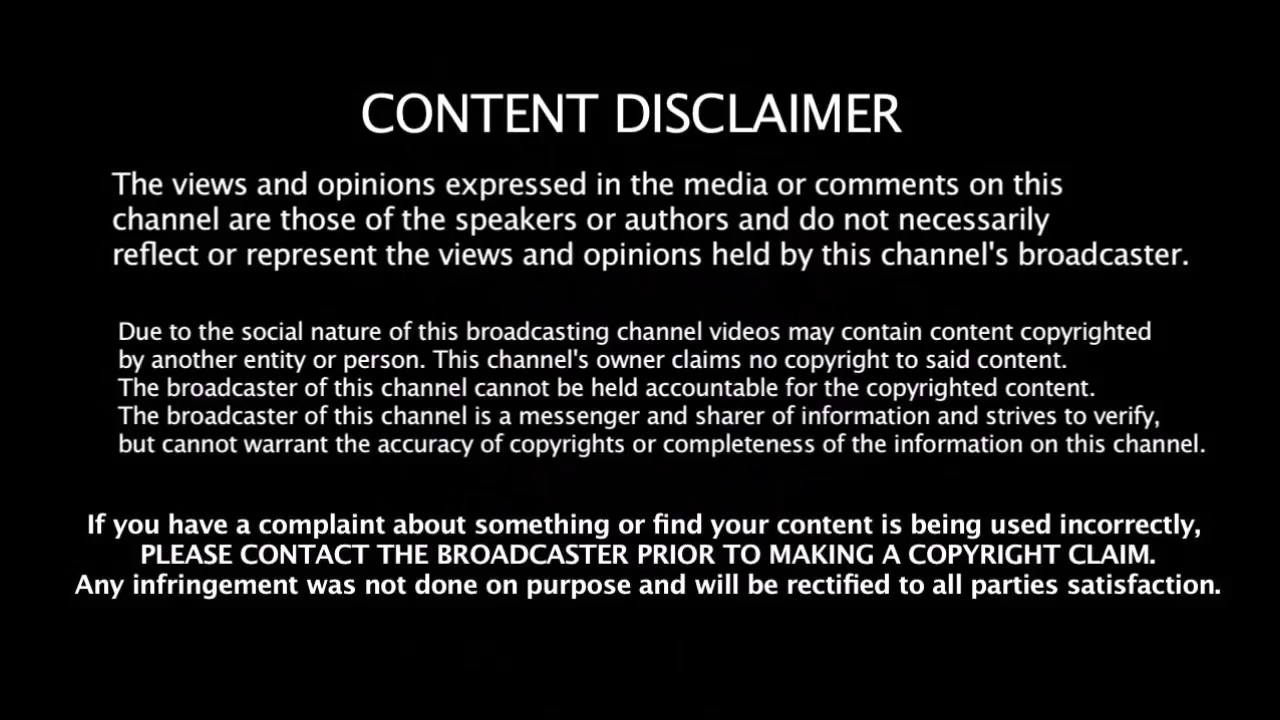 CONTENT DISCLAIMER
The views and opinions expressed in the media or comments on this
channel are those of the speakers or authors and do not necessarily
reflect or represent the views and opinions held by this channel's broadcaster.
Due to the social nature of this broadcasting channel videos may contain content copyrighted
by another entity or person. This channel's owner claims no copyright to said content.
The broadcaster of this channel cannot be held accountable for the copyrighted content.
The broadcaster of this channel is a messenger and sharer of information and strives to verify,
but cannot warrant the accuracy of copyrights or completeness of the information on this channel.
If you have a complaint about something or find your content is being used incorrectly,
PLEASE CONTACT THE BROADCASTER PRIOR TO MAKING A COPYRIGHT CLAIM.
Any infringement was not done on purpose and will be rectified to all parties satisfaction.